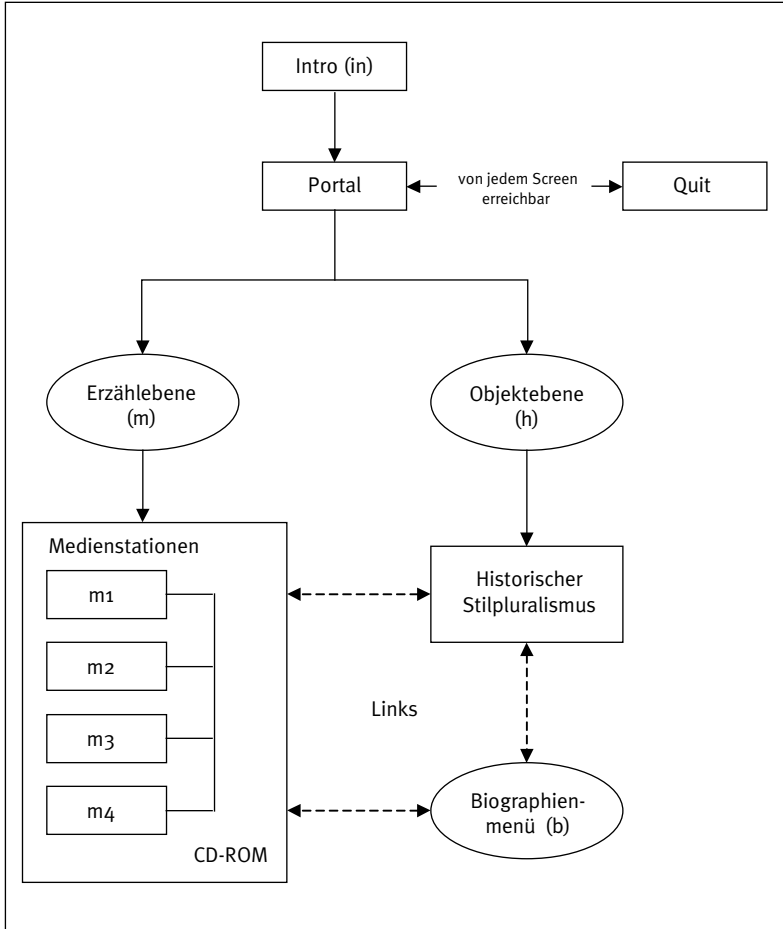 Intro (in)
Portal
von jedem Screen
erreichbar
Quit
Erzählebene
(m)
Objektebene
(h)
Medienstationen
m1
m2
m3
m4
CD-ROM
Historischer
Stilpluralismus
Links
Biographien-
menü (b)